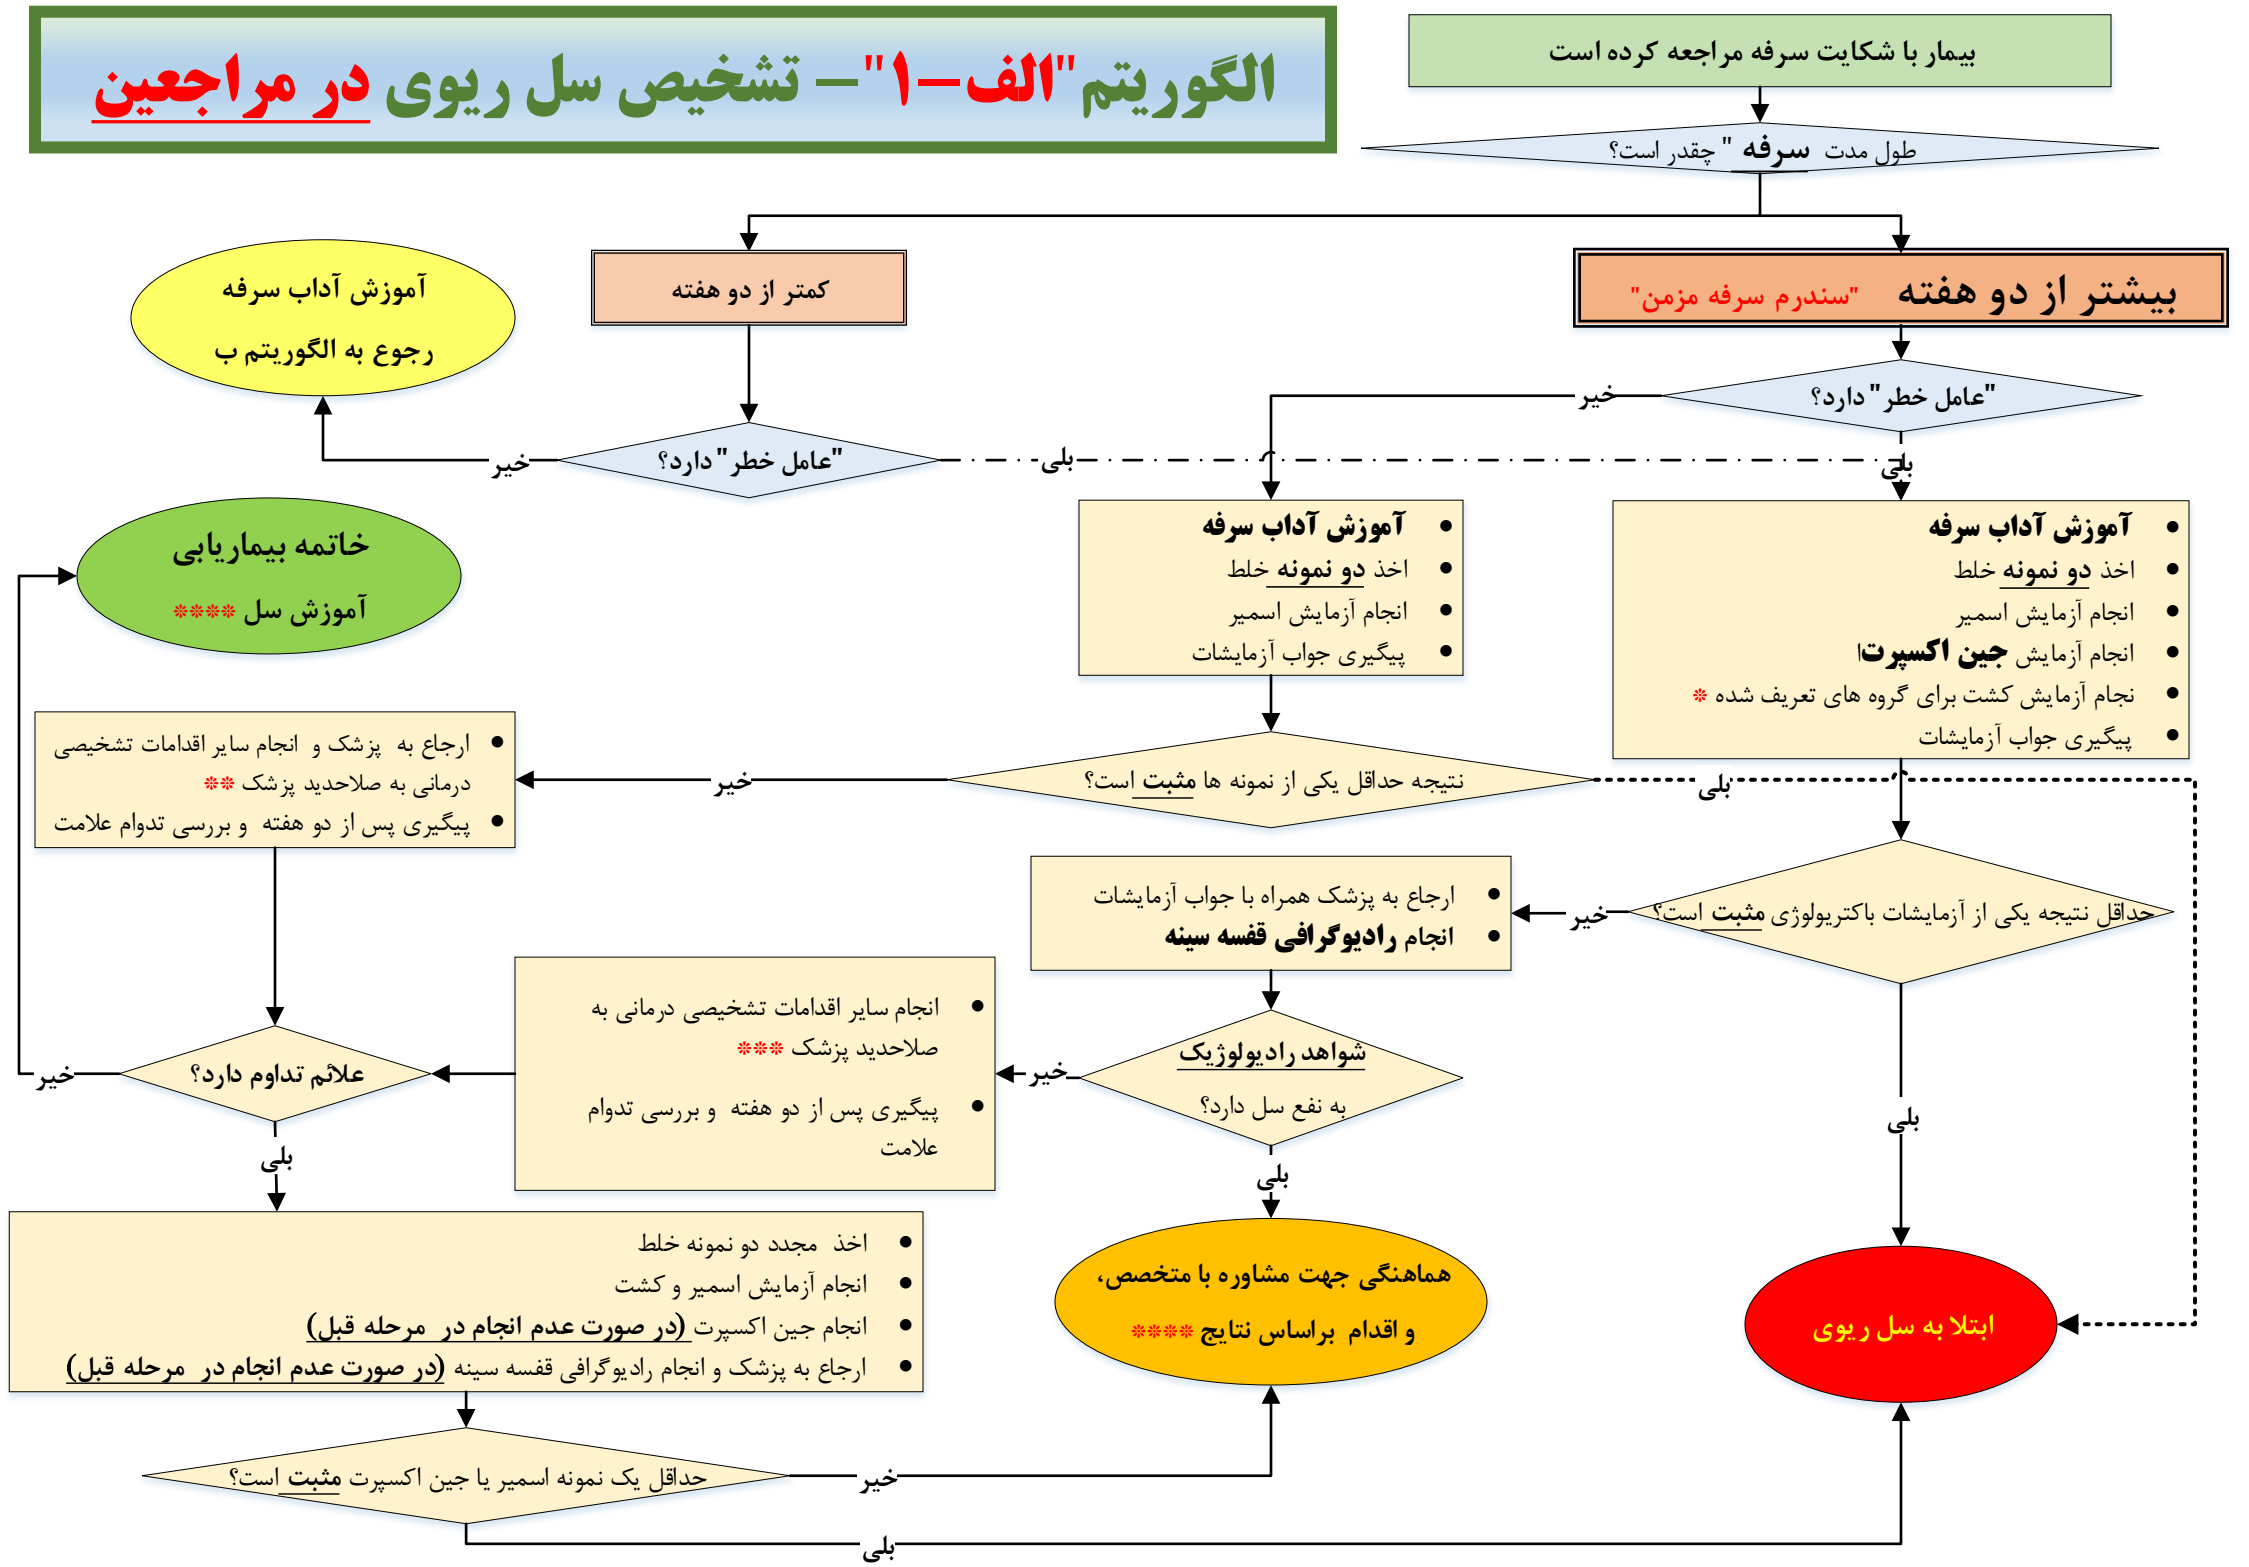 الگوریتم"الف-۱"- تشخیص سل ریوی در مراجعین
بیمار با شکایت سرفه مراجعه کرده است
طول مدت سرفه " چقدر است؟
بیشتر از دو هفته "سندرم سرفه مزمن"
کمتر از دو هفته
آموزش آداب سرفه
رجوع به الگوریتم ب
"عامل خطر" دارد؟
خیر
بلی
"عامل خطر" دارد؟
بلی
خیر
• آموزش آداب سرفه
• اخذ دو نمونه خلط
• انجام آزمایش اسمیر
• انجام آزمایش جین اکسپرتا
• نجام آزمایش کشت برای گروه های تعریف شده *
• پیگیری جواب آزمایشات
• آموزش آداب سرفه
• اخذ دو نمونه خلط
• انجام آزمایش اسمیر
• پیگیری جواب آزمایشات
خاتمه بیماریابی
آموزش سل ****
نتیجه حداقل یکی از نمونه ها مثبت است؟
بلی
خیر
• ارجاع به پزشک و انجام سایر اقدامات تشخیصی
درمانی به صلاحدید پزشک **
• پیگیری پس از دو هفته و بررسی تدوام علامت
حداقل نتیجه یکی از آزمایشات باکتریولوژی مثبت است؟
خیر
بلی
• ارجاع به پزشک همراه با جواب آزمایشات
• انجام رادیوگرافی قفسه سینه
شواهد رادیولوژیک
به نفع سل دارد؟
خیر
بلی
• انجام سایر اقدامات تشخیصی درمانی به
صلاحدید پزشک ***
• پیگیری پس از دو هفته و بررسی تدوام
علامت
علائم تداوم دارد؟
خیر
بلی
• اخذ مجدد دو نمونه خلط
• انجام آزمایش اسمیر و کشت
• انجام جین اکسپرت (در صورت عدم انجام در مرحله قبل)
• ارجاع به پزشک و انجام رادیوگرافی قفسه سینه (در صورت عدم انجام در مرحله قبل)
هماهنگی جهت مشاوره با متخصص،
و اقدام براساس نتایج ****
ابتلا به سل ریوی
حداقل یک نمونه اسمیر یا جین اکسپرت مثبت است؟
خیر
بلی